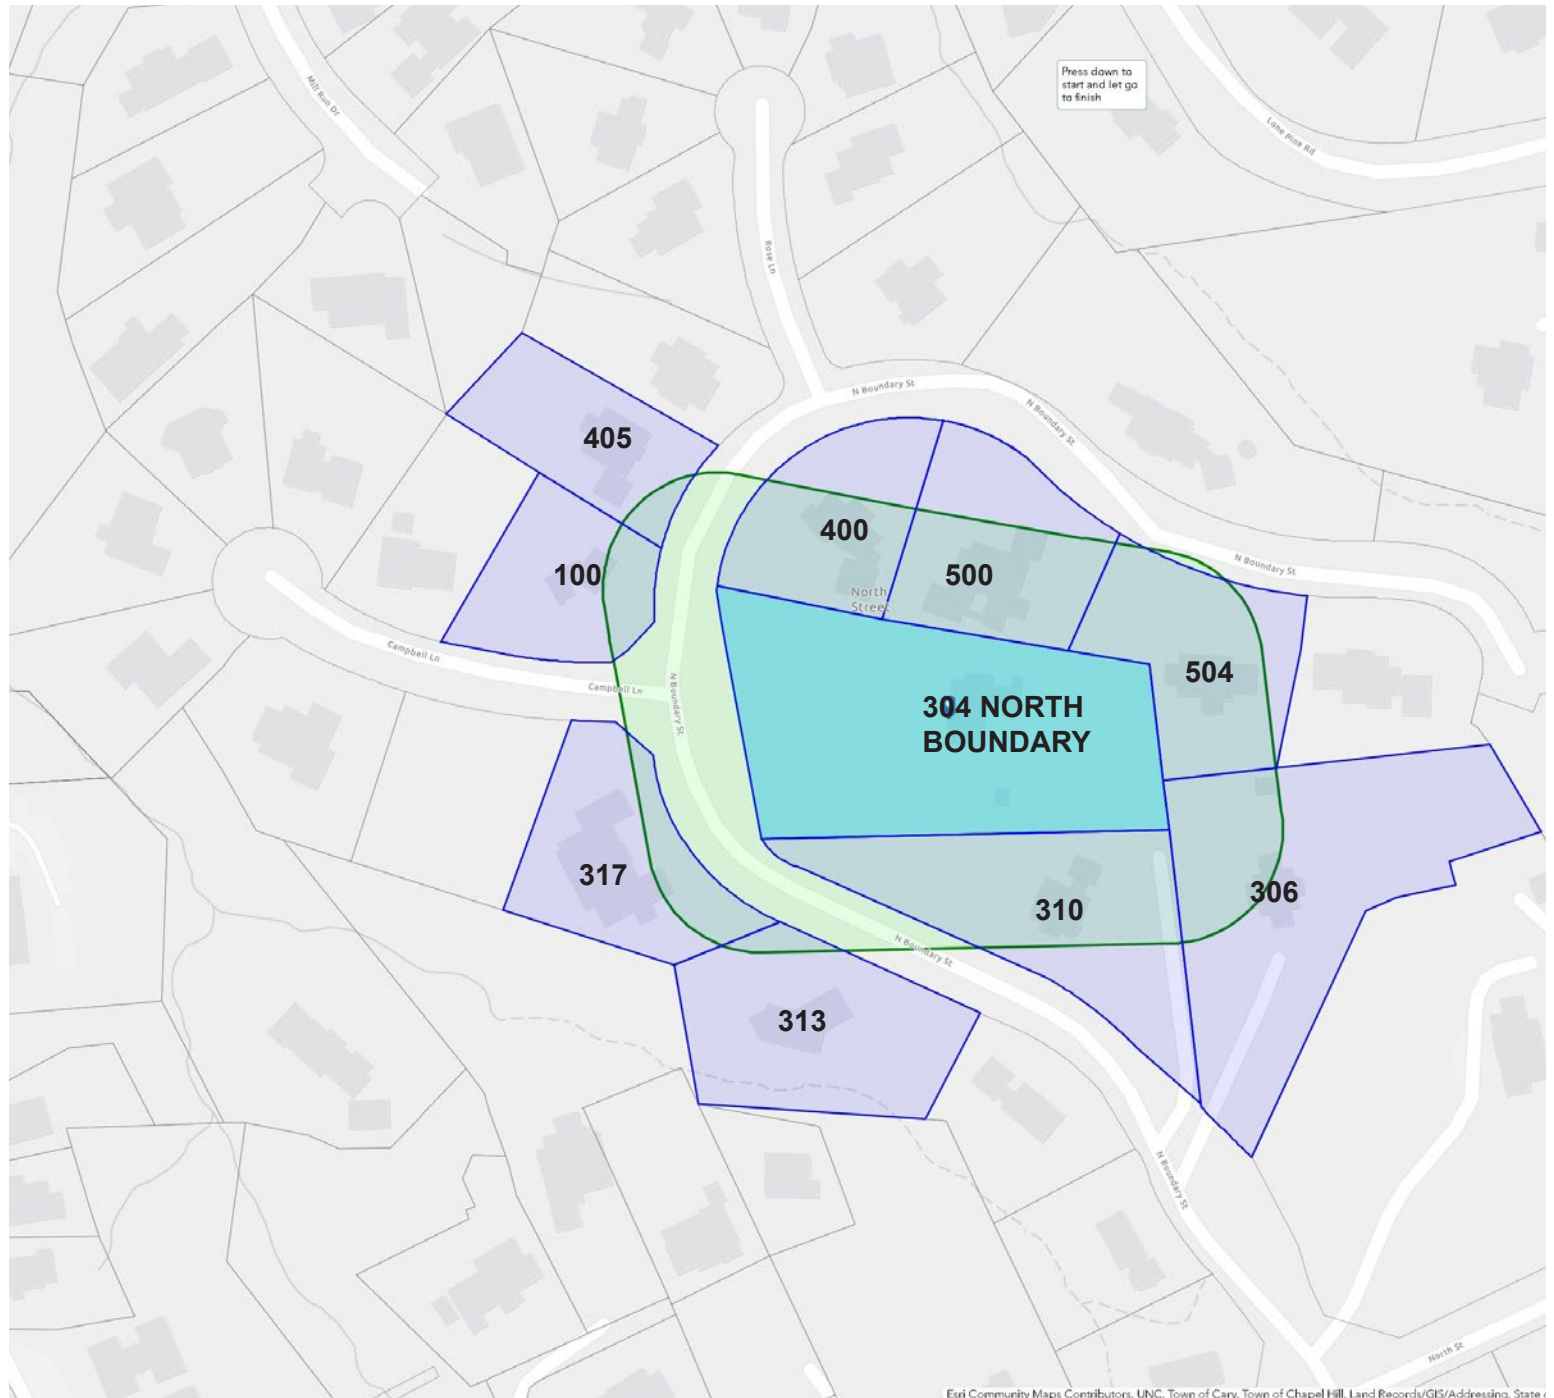 Press down to
start and let go
to finish
Mill Run Dr
Lone Pine Rd
Rose Ln
N Boundary St
N Boundary St
405
400
100
500
N Boundary St
North
Street
Campbell Ln
504
Campbell Ln
N Boundary St
304 NORTH
BOUNDARY
317
306
310
N Boundary St
313
N Boundary St
North St
Esri Community Maps Contributors, UNC, Town of Cary, Town of Chapel Hill, Land Records/GIS/Addressing, State